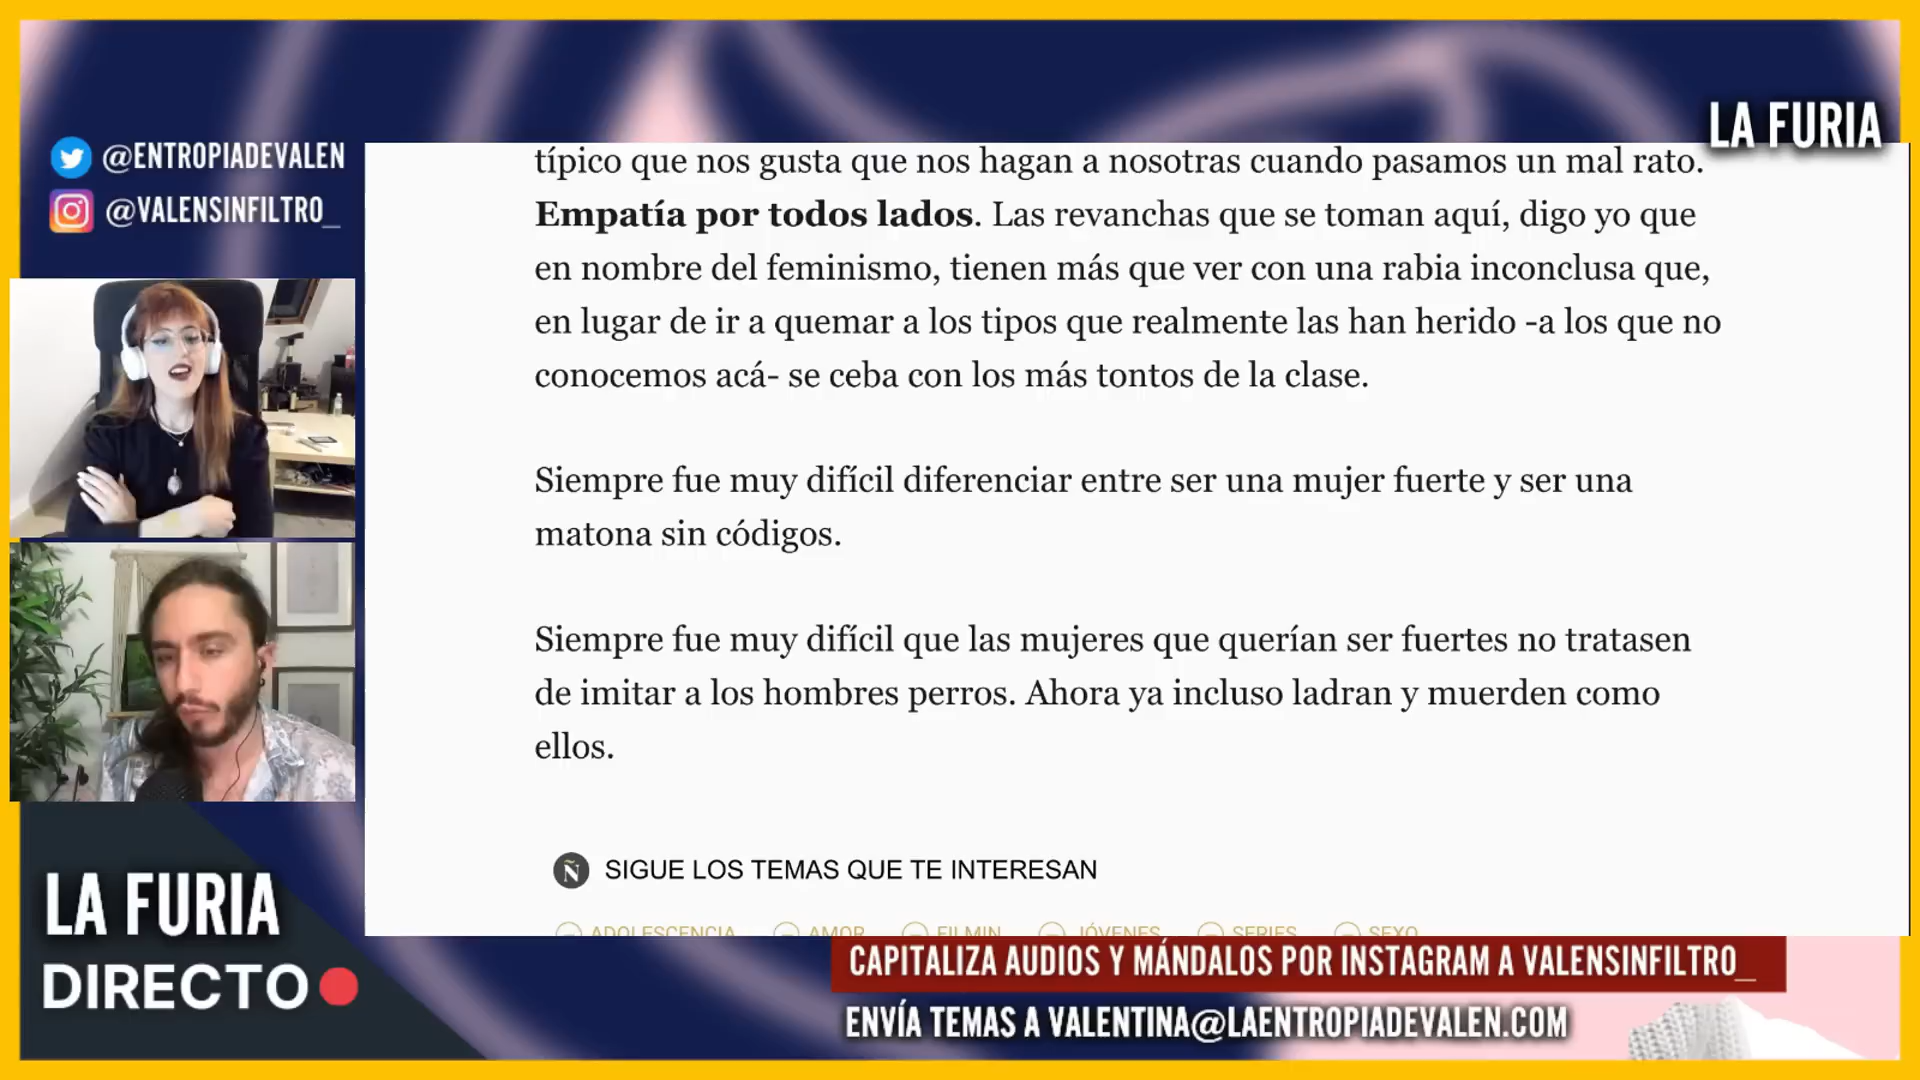 LA FURIA
@ENTROPIADEVALEN
@VALENSINFILTRO_
típico que nos gusta que nos hagan a nosotras cuando pasamos un mal rato.
Empatía por todos lados. Las revanchas que se toman aquí, digo yo que
en nombre del feminismo, tienen más que ver con una rabia inconclusa que,
en lugar de ir a quemar a los tipos que realmente las han herido -a los que no
conocemos acá- se ceba con los más tontos de la clase.
Siempre fue muy difícil diferenciar entre ser una mujer fuerte y ser una
matona sin códigos.
Siempre fue muy difícil que las mujeres que querían ser fuertes no tratasen
de imitar a los hombres perros. Ahora ya incluso ladran y muerden como
ellos.
Ñ SIGUE LOS TEMAS QUE TE INTERESAN
ADOLESCENCIA AMOR FILMIN JÓVENES SERIES SEXO
LA FURIA
DIRECTO
CAPITALIZA AUDIOS Y MÁNDALOS POR INSTAGRAM A VALENSINFILTRO_
ENVÍA TEMAS A VALENTINA@LAENTROPIADEVALEN.COM